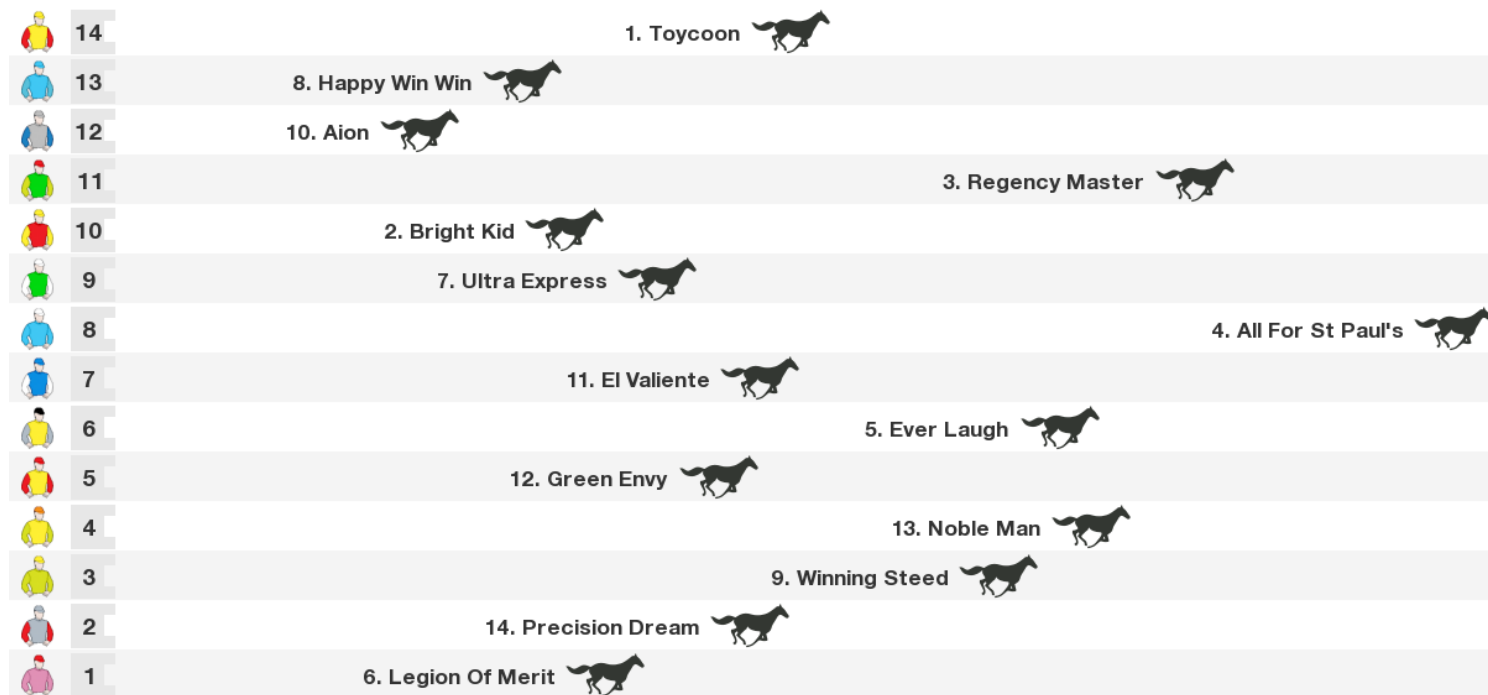 14 1. Toycoon
13 8. Happy Win Win
12 10. Aion
11 3. Regency Master
10 2. Bright Kid
9 7. Ultra Express
8 4. All For St Paul's
7 11. El Valiente
6 5. Ever Laugh
5 12. Green Envy
4 13. Noble Man
3 9. Winning Steed
2 14. Precision Dream
1 6. Legion Of Merit